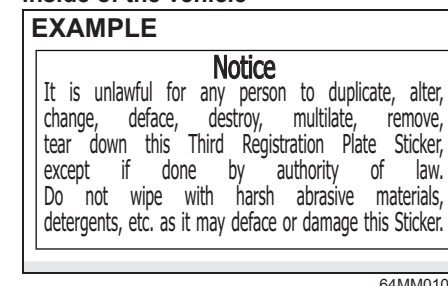 Inside of the vehicle
EXAMPLE
Notice
It is unlawful for any person to duplicate, alter,
change, deface, destroy, multilate, remove,
tear down this Third Registration Plate Sticker,
except if done by authority of law.
Do not wipe with harsh abrasive materials,
detergents, etc. as it may deface or damage this Sticker.
64MM010